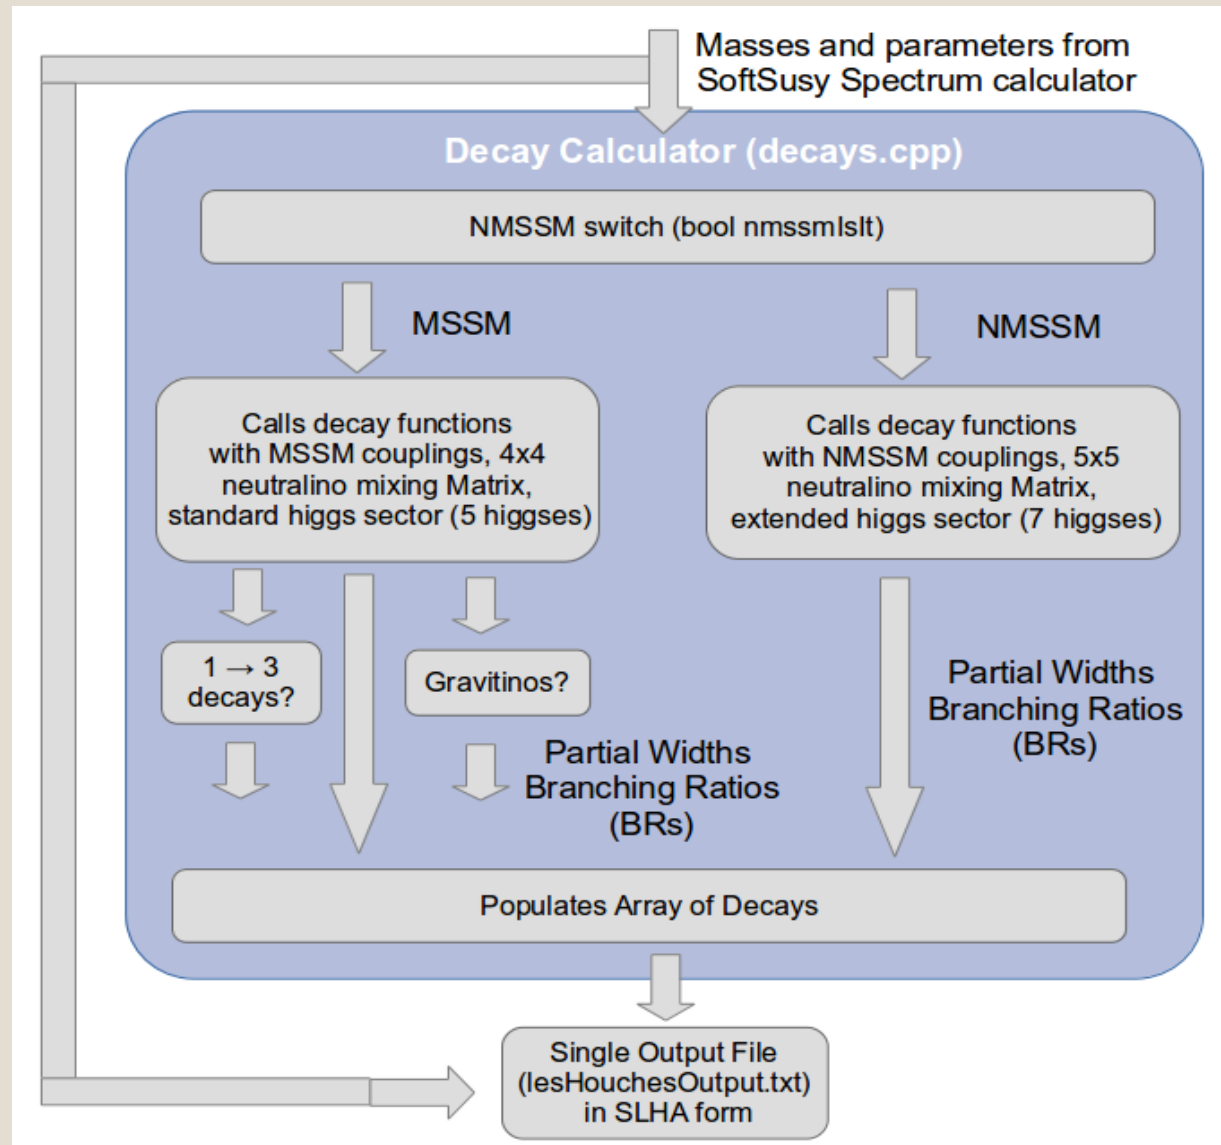 Masses and parameters from
SoftSusy Spectrum calculator
Decay Calculator (decays.cpp)
NMSSM switch (bool nmssmIsIt)
MSSM
NMSSM
Calls decay functions
with MSSM couplings, 4x4
neutralino mixing Matrix,
standard higgs sector (5 higgses)
Calls decay functions
with NMSSM couplings, 5x5
neutralino mixing Matrix,
extended higgs sector (7 higgses)
1 → 3
decays?
Gravitinos?
Partial Widths
Branching Ratios
(BRs)
Partial Widths
Branching Ratios
(BRs)
Populates Array of Decays
Single Output File
(lesHouchesOutput.txt)
in SLHA form